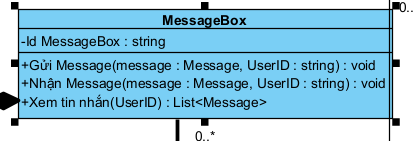 0..
MessageBox
-Id MessageBox : string
+Gửi Message(message : Message, UserID : string) : void
+Nhận Message(message : Message, UserID : string) : void
+Xem tin nhắn(UserID) : List<Message>
0..*